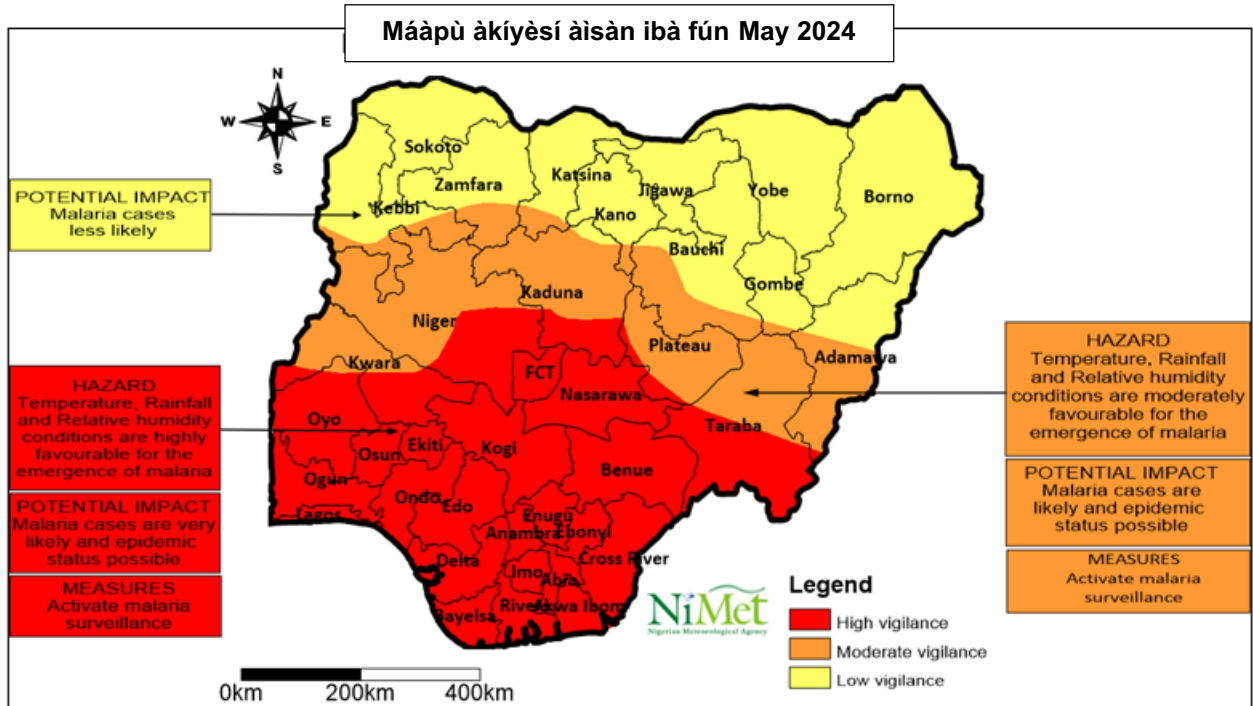 Máàpù àkíyèsí àìsàn ibà fún May 2024
N
W
E
S
Sokoto
Zamfara
Katsina
Jigawa
Yobe
Borno
Kebbi
Kano
Bauchi
Gombe
Kaduna
Niger
Plateau
Adamawa
Kwara
FCT
Nasarawa
Taraba
Oyo
Osun
Ekiti
Kogi
Benue
Ogun
Ondo
Edo
Lagos
Enugu
Anambra
Ebonyi
Cross River
Delta
Imo
Abia
Bayelsa
Rivers
Akwa Ibom
POTENTIAL IMPACT
Malaria cases
less likely
HAZARD
Temperature, Rainfall
and Relative humidity
conditions are highly
favourable for the
emergence of malaria
POTENTIAL IMPACT
Malaria cases are very
likely and epidemic
status possible
MEASURES
Activate malaria
surveillance
HAZARD
Temperature, Rainfall
and Relative humidity
conditions are moderately
favourable for the
emergence of malaria
POTENTIAL IMPACT
Malaria cases are
likely and epidemic
status possible
MEASURES
Activate malaria
surveillance
NiMet
Nigerian Meteorological Agency
Legend
High vigilance
Moderate vigilance
Low vigilance
0km
200km
400km